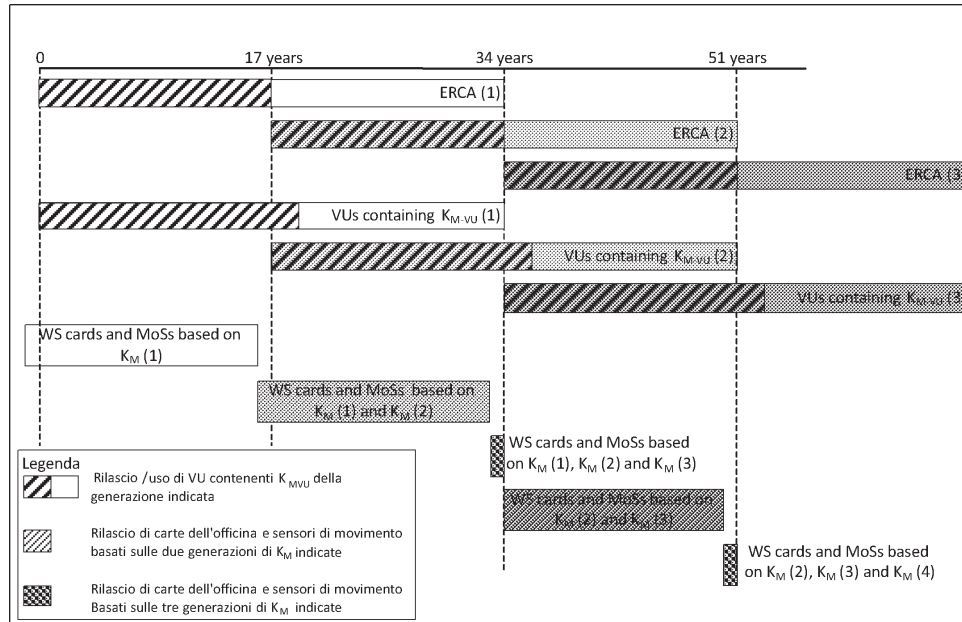 0 17 years 34 years 51 years
ERCA (1)
ERCA (2)
ERCA (3
VUs containing K_M-VU (1)
VUs containing K_M-VU (2)
VUs containing K_M-VU (3
WS cards and MoSs based on
K_M (1)
WS cards and MoSs based on
K_M (1) and K_M (2)
WS cards and MoSs based
on K_M (1), K_M (2) and K_M (3)
WS cards and MoSs based on
K_M (2) and K_M (3)
WS cards and MoSs based
on K_M (2), K_M (3) and K_M (4)
Legenda
Rilascio /uso di VU contenenti K_MVU della
generazione indicata
Rilascio di carte dell'officina e sensori di movimento
basati sulle due generazioni di K_M indicate
Rilascio di carte dell'officina e sensori di movimento
Basati sulle tre generazioni di K_M indicate